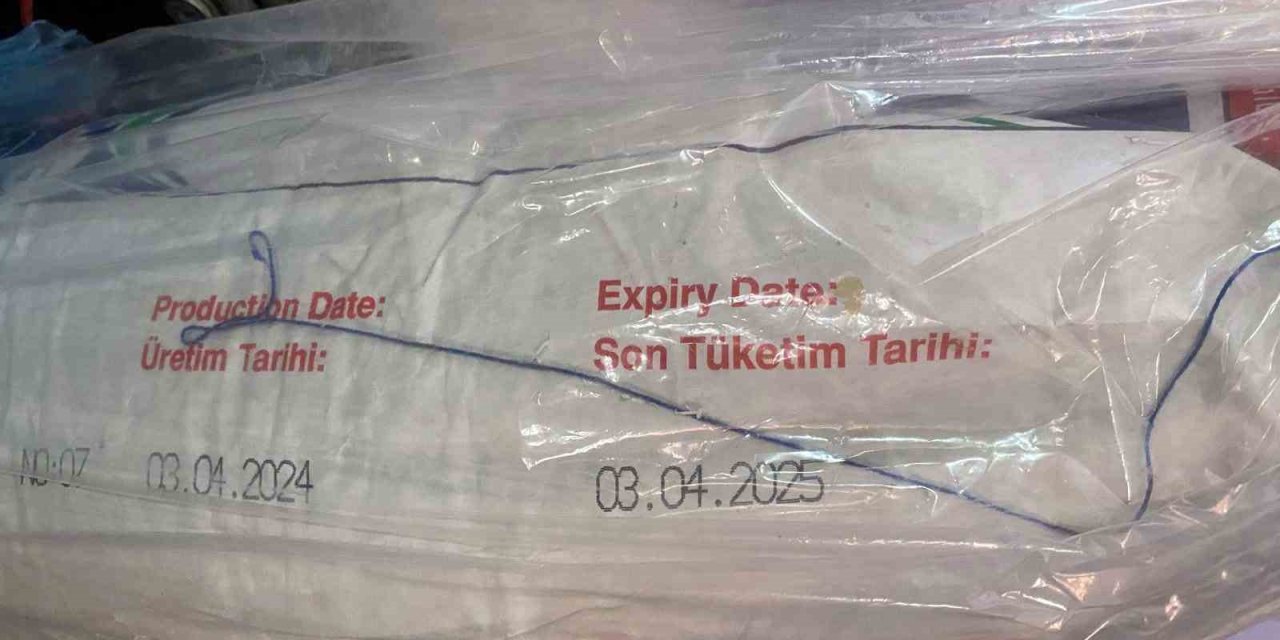 Production Date:
Üretim Tarihi:
Expiry Date:
Son Tüketim Tarihi:
NO:07 03.04.2024
03.04.2025